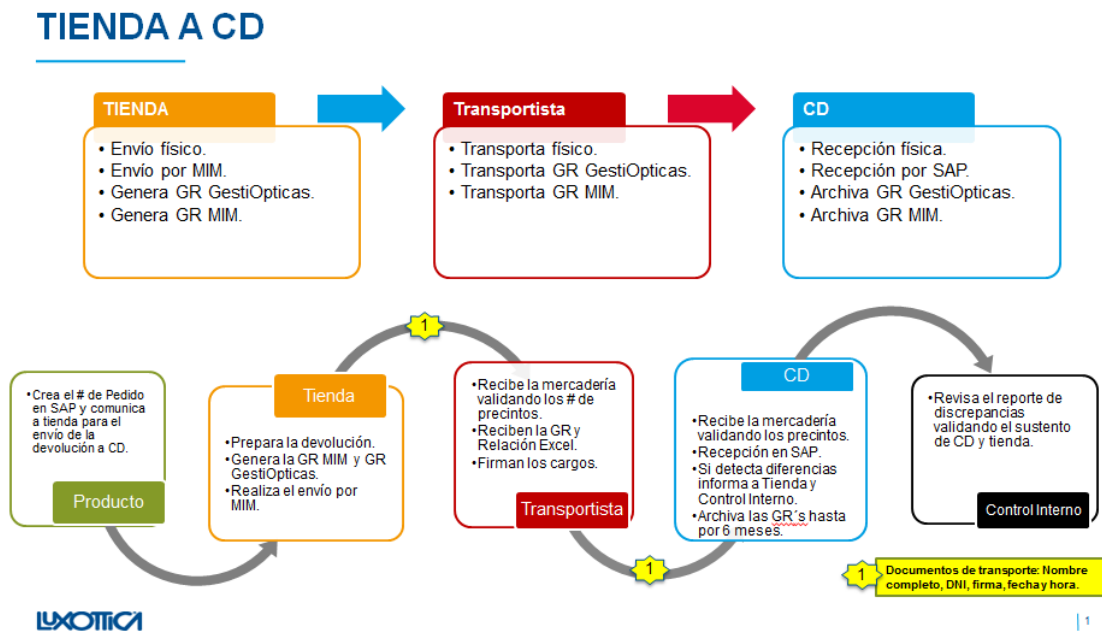 TIENDA A CD
TIENDA
• Envío físico.
• Envío por MIM.
• Genera GR GestiOpticas.
• Genera GR MIM.
Transportista
• Transporta físico.
• Transporta GR GestiOpticas.
• Transporta GR MIM.
CD
• Recepción física.
• Recepción por SAP.
• Archiva GR GestiOpticas.
• Archiva GR MIM.
•Crea el # de Pedido
en SAP y comunica
a tienda para el
envío de la
devolución a CD.
Producto
Tienda
•Prepara la devolución.
•Genera la GR MIM y GR
GestiOpticas.
•Realiza el envío por
MIM.
1
•Recibe la mercadería
validando los # de
precintos.
•Reciben la GR y
Relación Excel.
•Firman los cargos.
Transportista
1
CD
•Recibe la mercadería
validando los precintos.
•Recepción en SAP.
•Si detecta diferencias
informa a Tienda y
Control Interno.
•Archiva las GR´s hasta
por 6 meses.
•Revisa el reporte de
discrepancias
validando el sustento
de CD y tienda.
Control Interno
1
Documentos de transporte: Nombre
completo, DNI, firma, fecha y hora.
LUXOTTICA
1